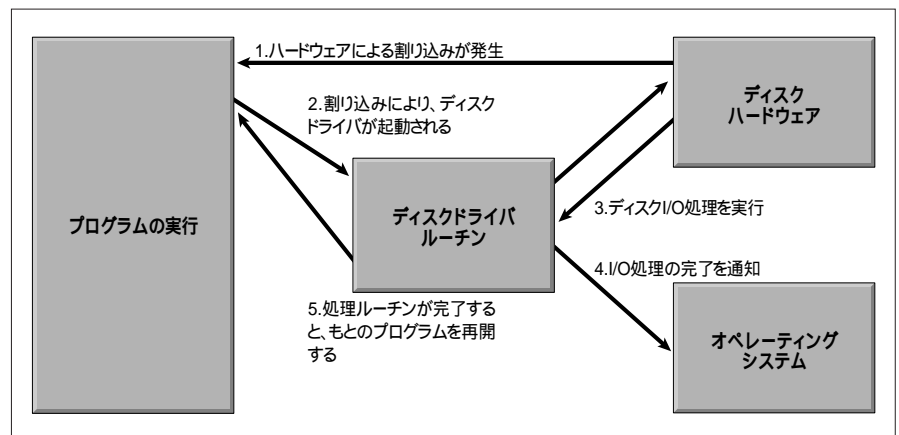 1.ハードウェアによる割り込みが発生
ディスク
ハードウェア
2.割り込みにより、ディスク
ドライバが起動される
プログラムの実行
ディスクドライバ
ルーチン
3.ディスクI/O処理を実行
4.I/O処理の完了を通知
5.処理ルーチンが完了する
と、もとのプログラムを再開
する
オペレーティング
システム